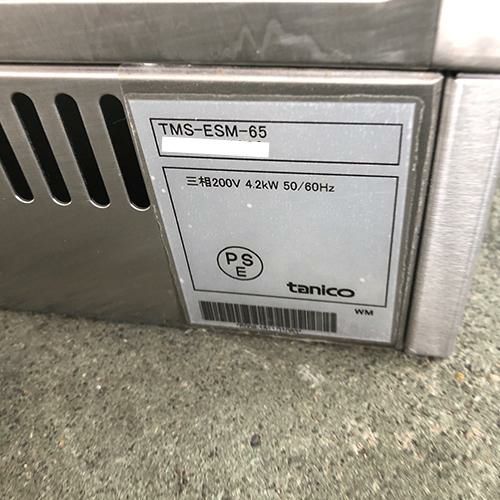 TMS-ESM-65
三相200V 4.2kW 50/60Hz
PS
E
tanico
WM